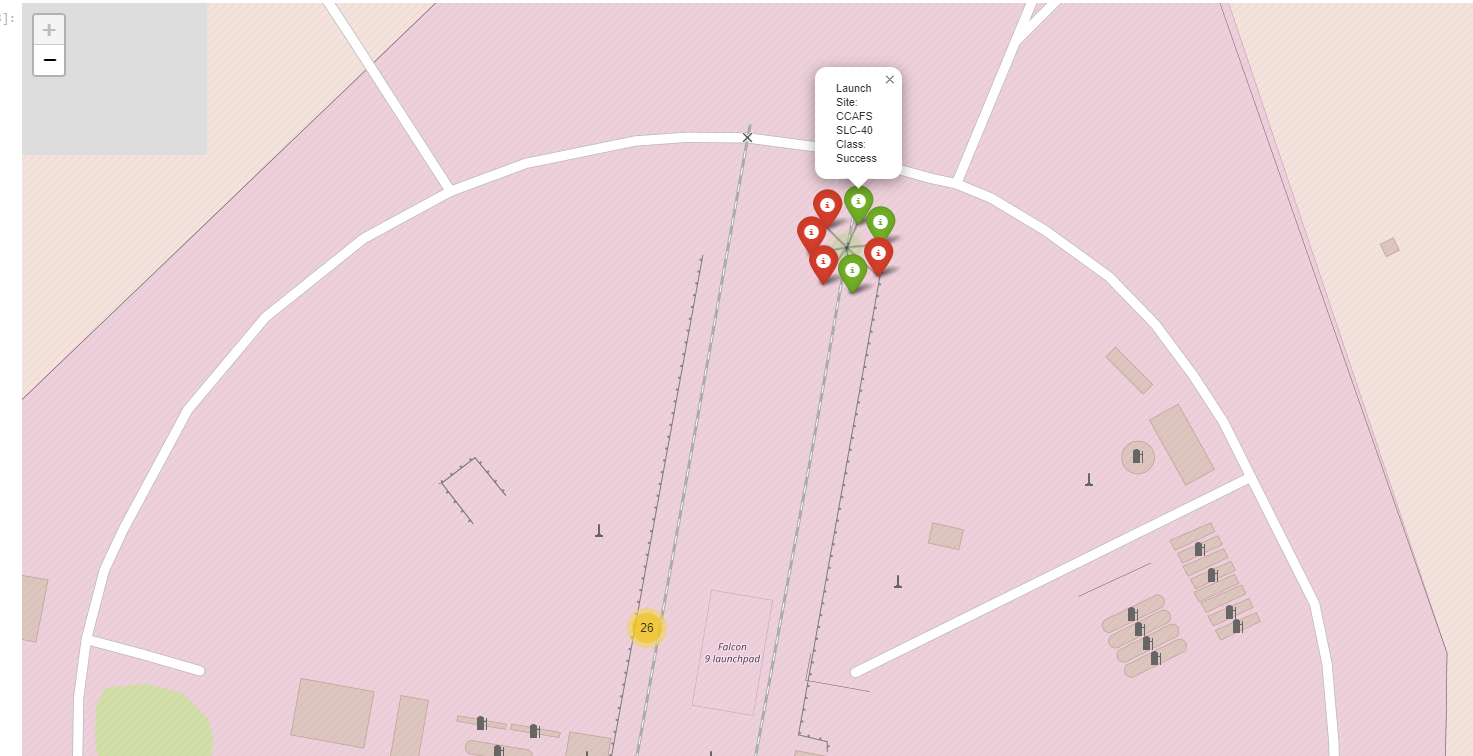 ]:
+
−
×
Launch
Site:
CCAFS
SLC-40
Class:
Success
i
i
i
i
i
i
i
26
Falcon
9 launchpad